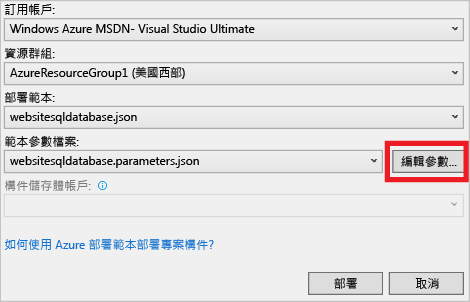 訂用帳戶:
Windows Azure MSDN- Visual Studio Ultimate
資源群組:
AzureResourceGroup1 (美國西部)
部署範本:
websitesqldatabase.json
範本參數檔案:
websitesqldatabase.parameters.json
編輯參數...
構件儲存體帳戶:
如何使用 Azure 部署範本部署專案構件?
部署
取消